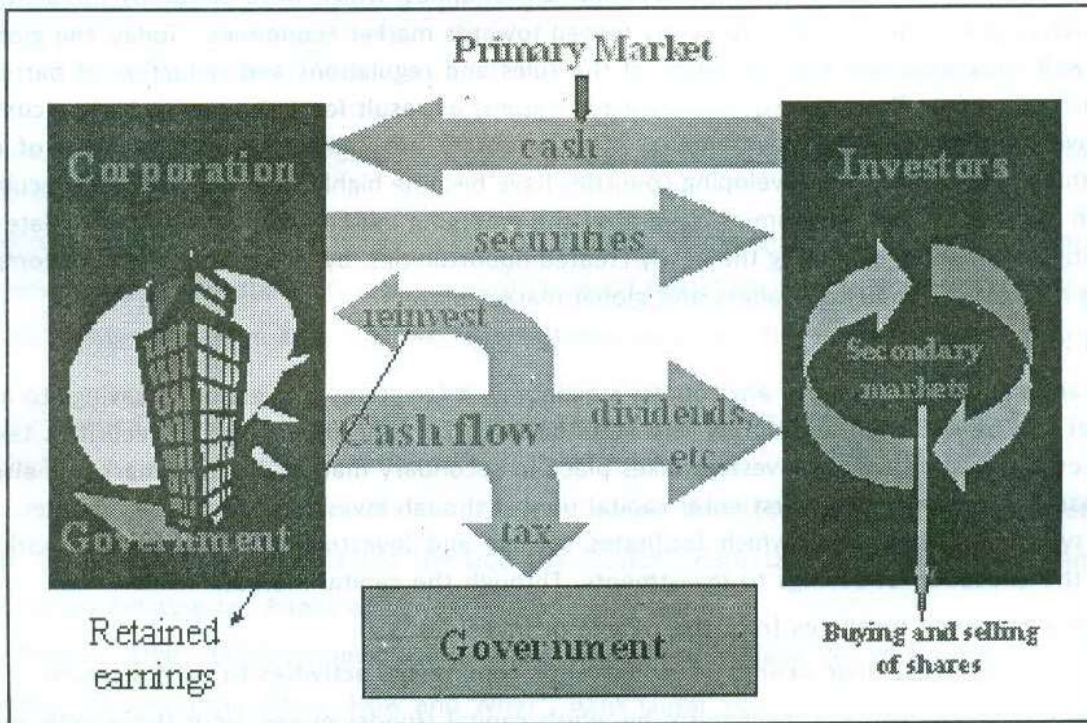 Primary Market
cash
Corporation
Investors
securities
reinvest
Secondary
markets
Cash flow
dividends,
etc.
tax
Government
Government
Retained
earnings
Buying and selling
of shares